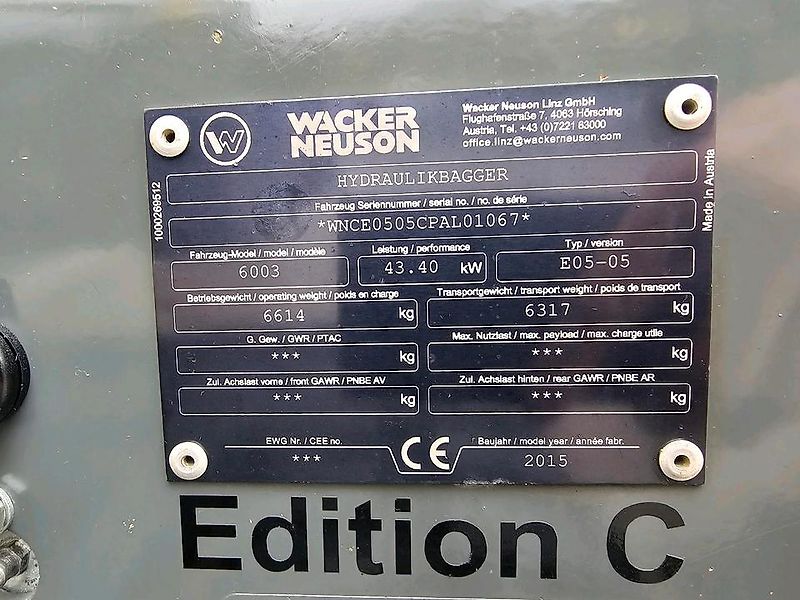 WACKER
NEUSON
Wacker Neuson Linz GmbH
Flughafenstraße 7, 4063 Hörsching
Austria, Tel. +43 (0)7221 63000
office.linz@wackerneuson.com
1000269512
Made in Austria
HYDRAULIKBAGGER
Fahrzeug Seriennummer / serial no. / no. de série
*WNCE0505CPAL01067*
Fahrzeug-Model / model / modèle
Leistung / performance
Typ / version
6003
43.40 kW
E05-05
Betriebsgewicht / operating weight / poids en charge
Transportgewicht / transport weight / poids de transport
6614 kg
6317 kg
G. Gew. / GWR / PTAC
Max. Nutzlast / max. payload / max. charge utile
*** kg
*** kg
Zul. Achslast vorne / front GAWR / PNBE AV
Zul. Achslast hinten / rear GAWR / PNBE AR
*** kg
*** kg
EWG Nr. / CEE no.
CE
Baujahr / model year / année fabr.
***
2015
Edition C